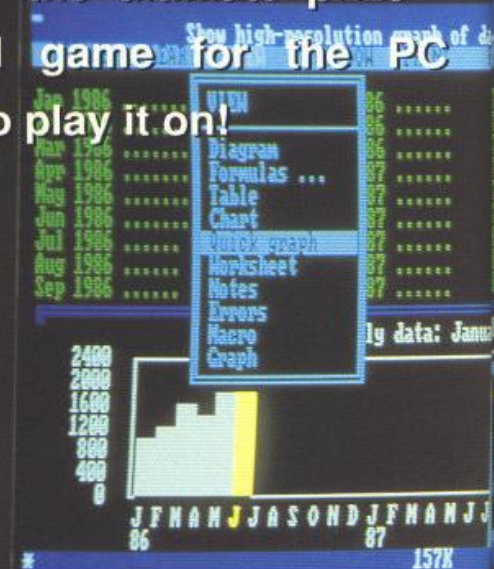 Show high-resolution graph of da
game for the PC
play it on!
Jan 1986 ...... VIEW 86 ......
86 ......
Mar 1986 ...... Diagram 86 ......
Apr 1986 ...... Formulas ... 87 ......
May 1986 ...... Table 87 ......
Jun 1986 ...... Chart 87 ......
Jul 1986 ...... Quick graph 87 ......
Aug 1986 ...... Worksheet 87 ......
Sep 1986 ...... Notes 87 ......
Errors
Macro
Graph
ly data: Janua
2400
2000
1600
1200
800
400
0
J F M A M J J A S O N D J F M A M J J
86 87
* 157K